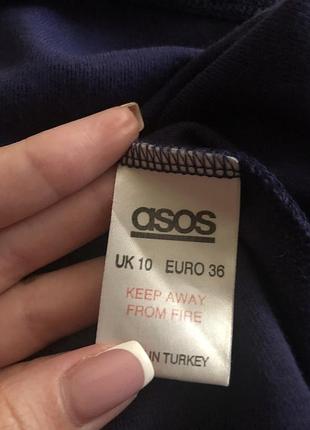 asos
UK 10 EURO 36
KEEP AWAY
FROM FIRE
IN TURKEY